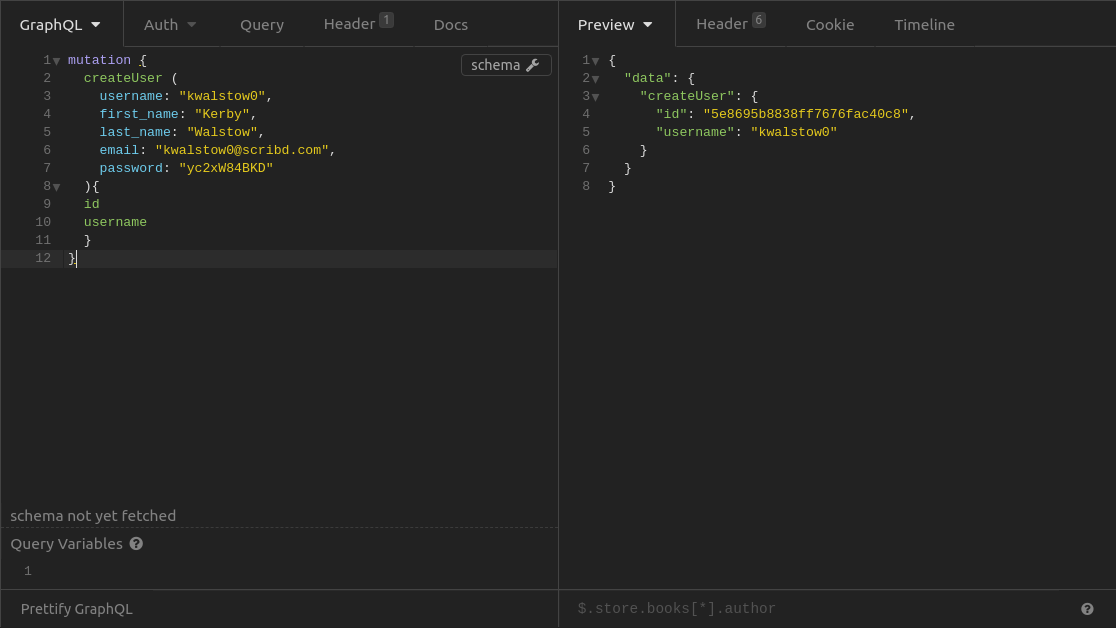 GraphQL Auth Query Header 1 Docs
schema
1 mutation {
2 createUser (
3 username: "kwalstow0",
4 first_name: "Kerby",
5 last_name: "Walstow",
6 email: "kwalstow0@scribd.com",
7 password: "yc2xW84BKD"
8 ){
9 id
10 username
11 }
12 }
schema not yet fetched
Query Variables ?
1
Prettify GraphQL
Preview Header 6 Cookie Timeline
1 {
2 "data": {
3 "createUser": {
4 "id": "5e8695b8838ff7676fac40c8",
5 "username": "kwalstow0"
6 }
7 }
8 }
$.store.books[*].author ?